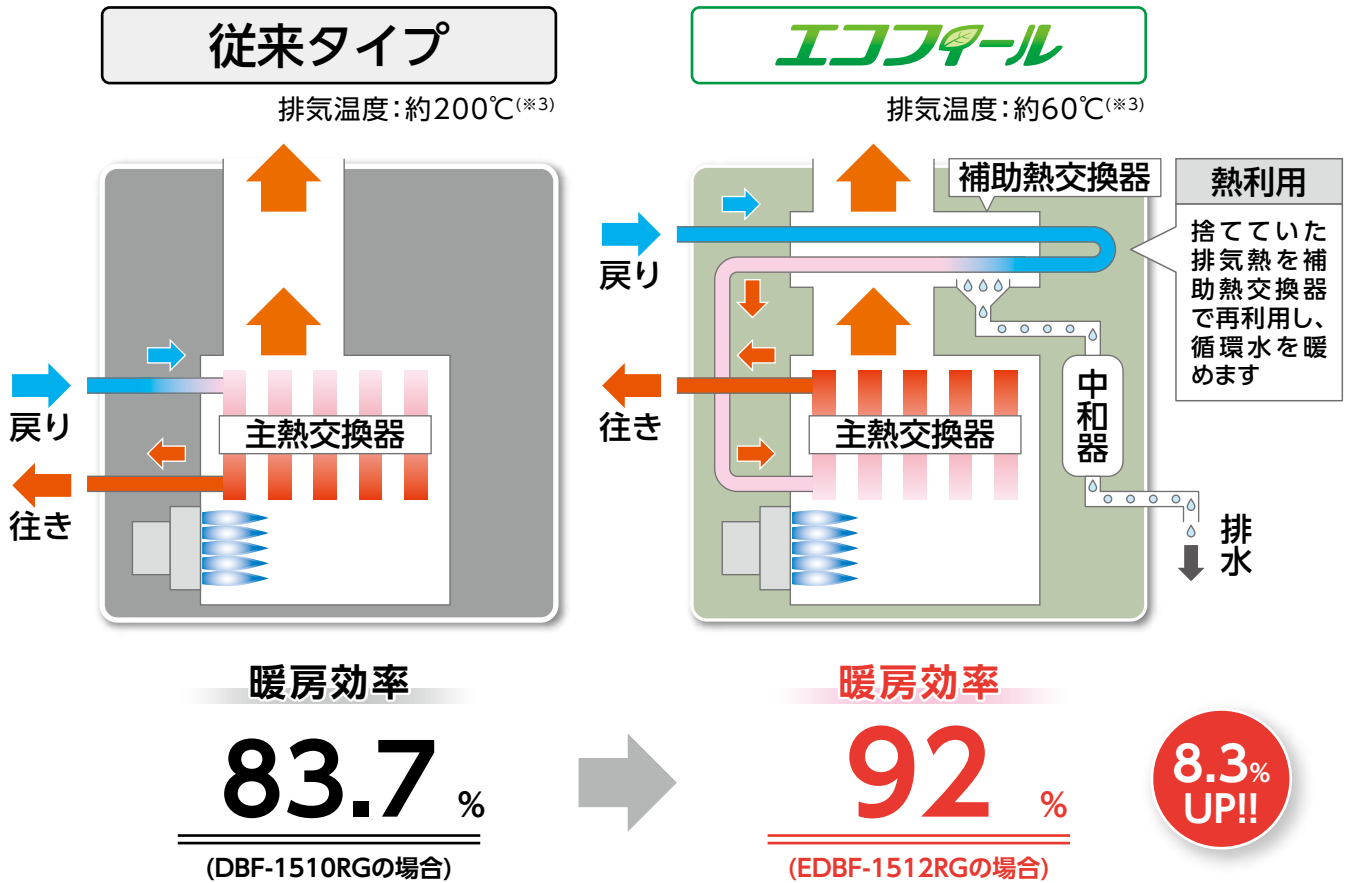 従来タイプ
排気温度：約200℃(※3)
戻り
往き
主熱交換器
暖房効率
83.7%
(DBF-1510RGの場合)
エコフィール
排気温度：約60℃(※3)
補助熱交換器
熱利用
捨てていた
排気熱を補
助熱交換器
で再利用し、
循環水を暖
めます
戻り
往き
主熱交換器
中和器
排水
暖房効率
92%
(EDBF-1512RGの場合)
8.3%
UP!!